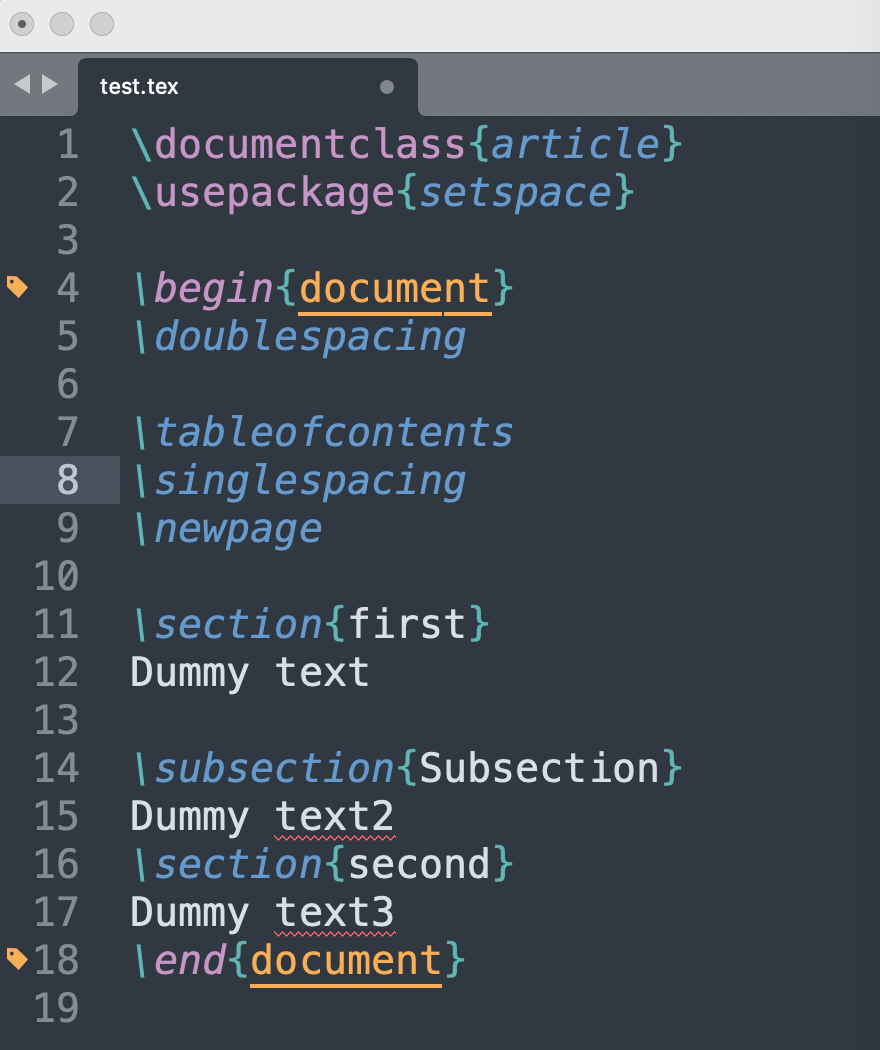 test.tex
1 \documentclass{article}
2 \usepackage{setspace}
3
4 \begin{document}
5 \doublespacing
6
7 \tableofcontents
8 \singlespacing
9 \newpage
10
11 \section{first}
12 Dummy text
13
14 \subsection{Subsection}
15 Dummy text2
16 \section{second}
17 Dummy text3
18 \end{document}
19